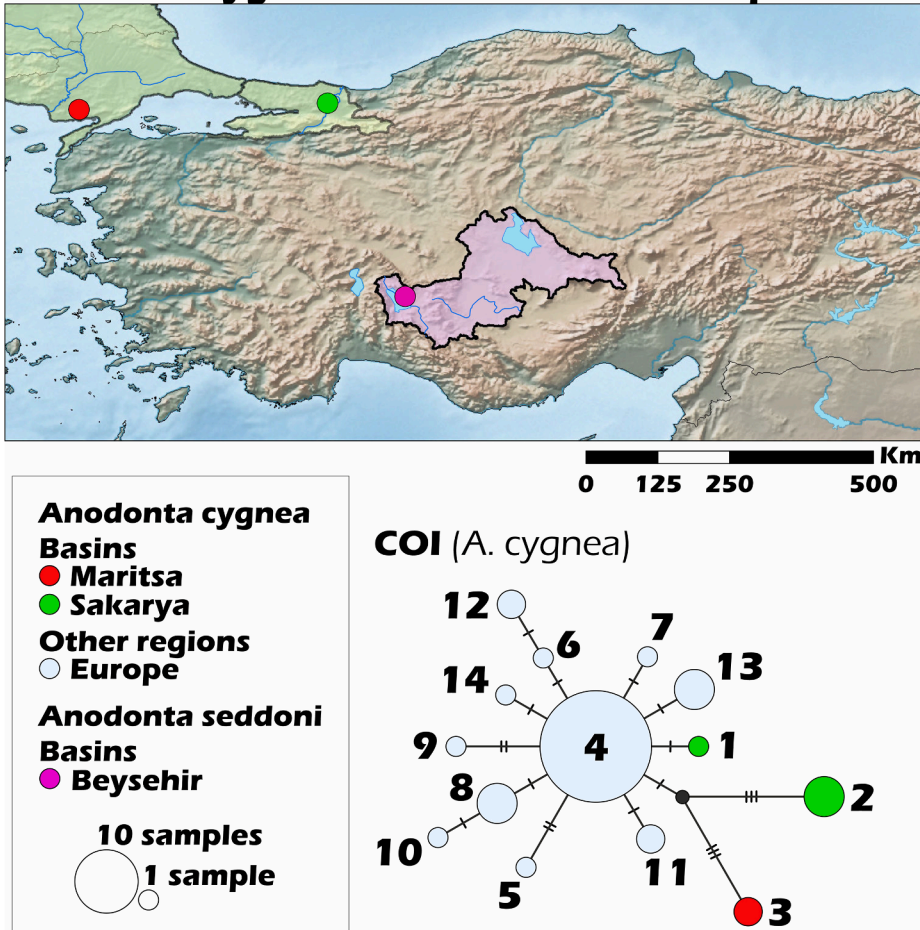 Km
0 125 250 500
Anodonta cygnea
Basins
Maritsa
Sakarya
Other regions
Europe
Anodonta seddoni
Basins
Beysehir
10 samples
1 sample
COI (A. cygnea)
12
6
7
13
14
9
4
1
8
2
10
5
11
3